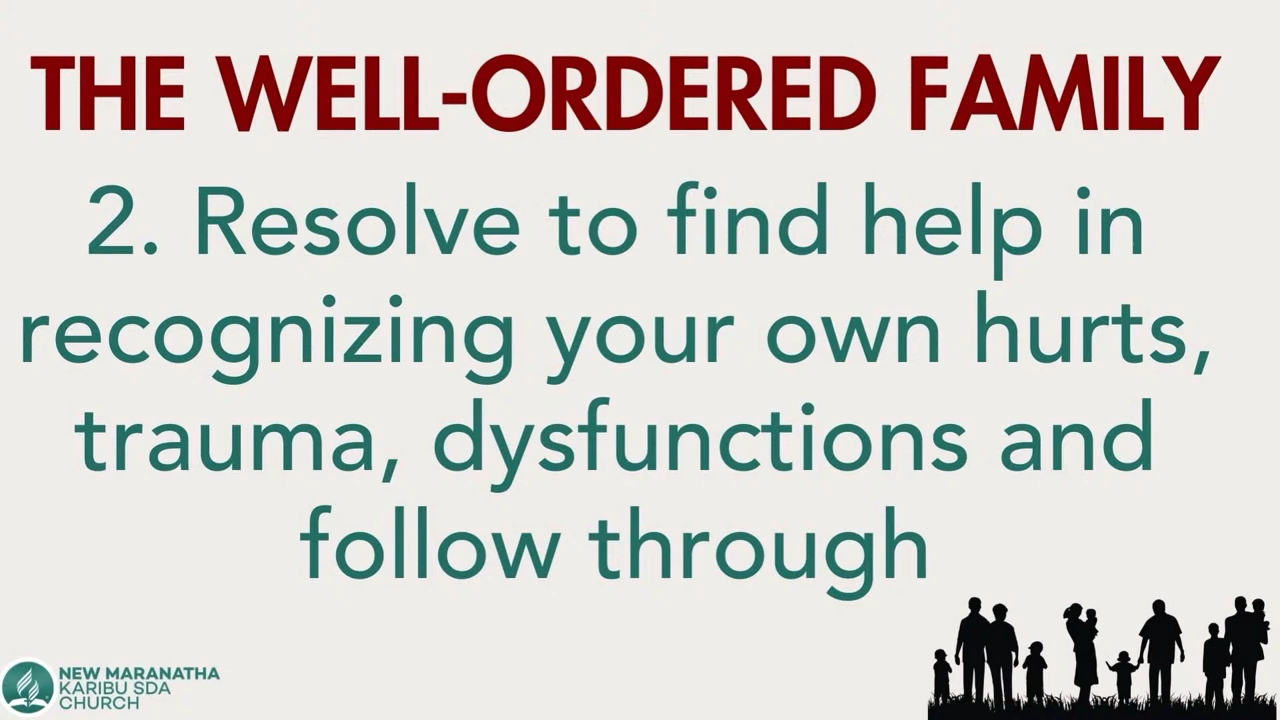 THE WELL-ORDERED FAMILY
2. Resolve to find help in
recognizing your own hurts,
trauma, dysfunctions and
follow through
NEW MARANATHA
KARIBU SDA
CHURCH